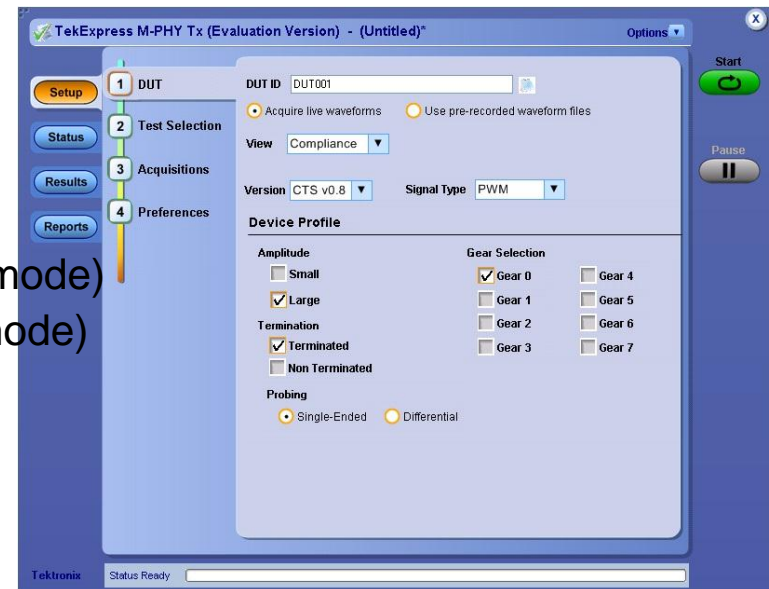 TekExpress M-PHY Tx (Evaluation Version) - (Untitled)*
Options
x
Start
Setup
1 DUT
DUT ID DUT001
Acquire live waveforms
Use pre-recorded waveform files
Status
2 Test Selection
View Compliance
Pause
Results
3 Acquisitions
Version CTS v0.8
Signal Type PWM
4 Preferences
Reports
Device Profile
mode)
node)
Amplitude
Small
Large
Termination
Terminated
Non Terminated
Gear Selection
Gear 0
Gear 4
Gear 1
Gear 5
Gear 2
Gear 6
Gear 3
Gear 7
Probing
Single-Ended
Differential
Tektronix
Status Ready